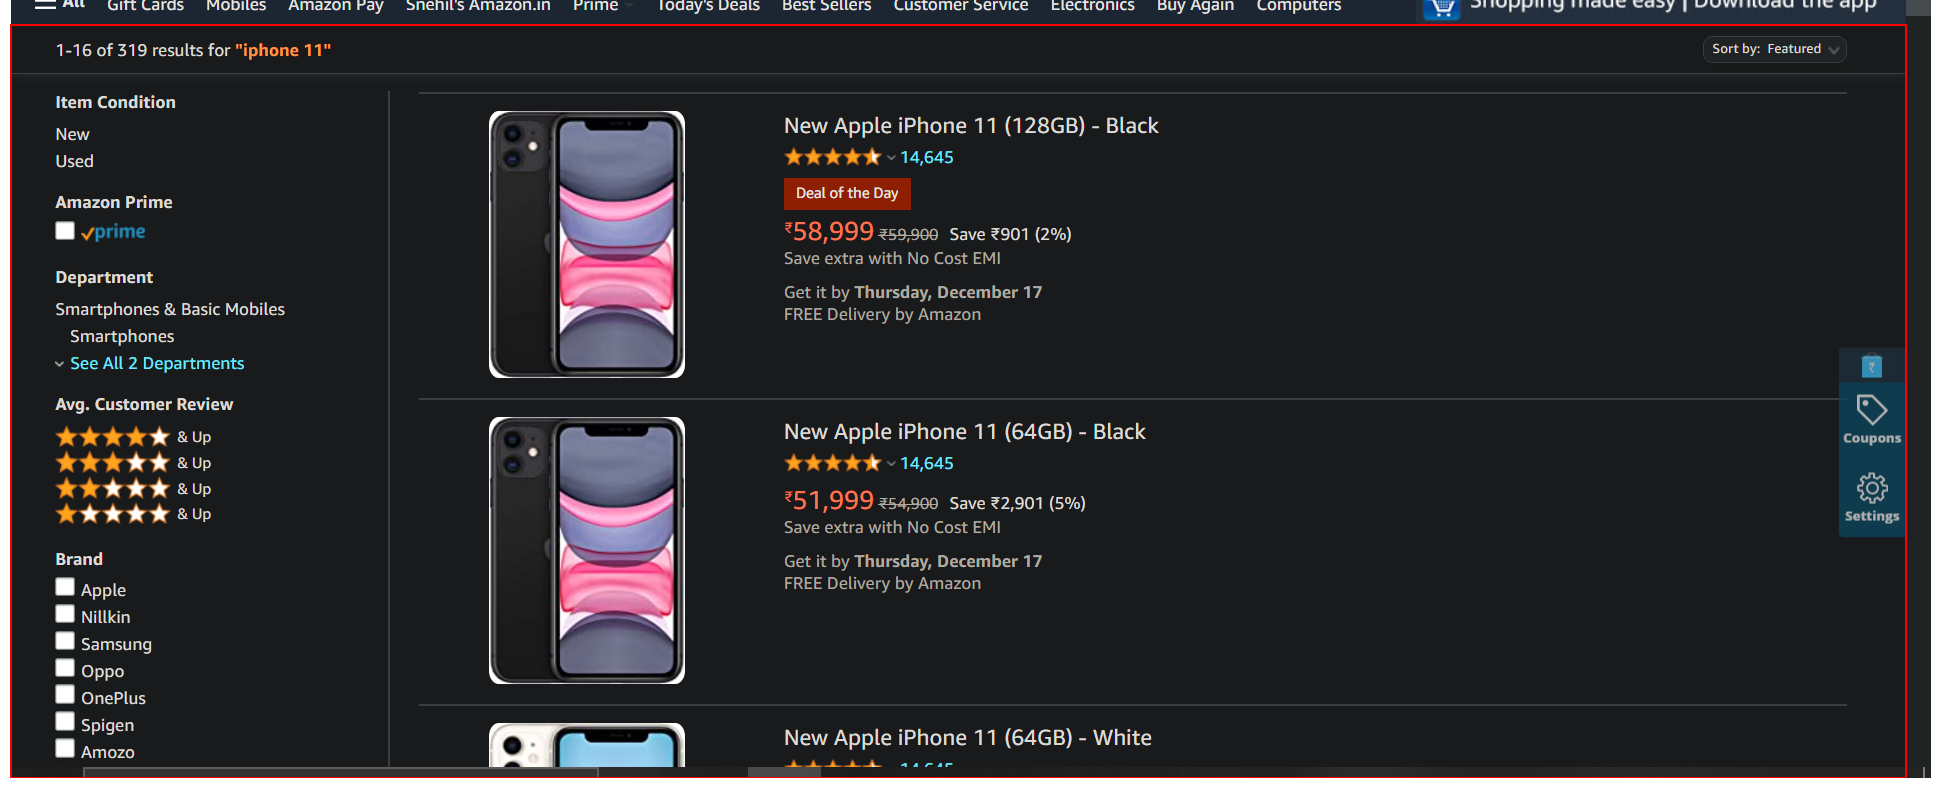 All Gift Cards Mobiles Amazon Pay Snehil's Amazon.in Prime Today's Deals Best Sellers Customer Service Electronics Buy Again Computers Shopping made easy | Download the app
1-16 of 319 results for "iphone 11"
Sort by: Featured
Item Condition
New
Used
Amazon Prime
prime
Department
Smartphones & Basic Mobiles
Smartphones
See All 2 Departments
Avg. Customer Review
& Up
& Up
& Up
& Up
Brand
Apple
Nillkin
Samsung
Oppo
OnePlus
Spigen
Amozo
New Apple iPhone 11 (128GB) - Black
14,645
Deal of the Day
₹58,999 ₹59,900 Save ₹901 (2%)
Save extra with No Cost EMI
Get it by Thursday, December 17
FREE Delivery by Amazon
New Apple iPhone 11 (64GB) - Black
14,645
₹51,999 ₹54,900 Save ₹2,901 (5%)
Save extra with No Cost EMI
Get it by Thursday, December 17
FREE Delivery by Amazon
New Apple iPhone 11 (64GB) - White
14,645
₹
Coupons
Settings